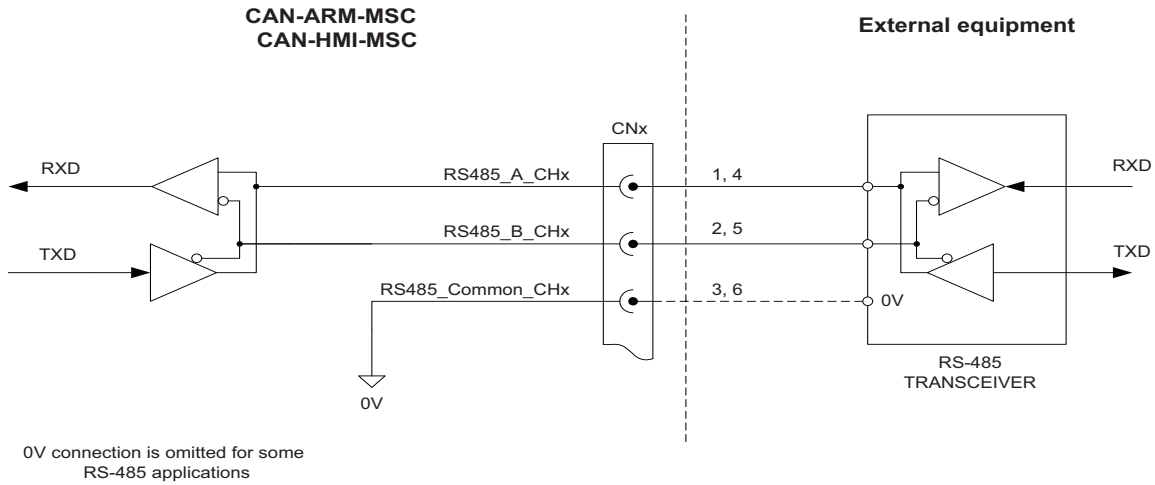 CAN-ARM-MSC
CAN-HMI-MSC
External equipment
CNx
RXD
RS485_A_CHx
1, 4
RXD
TXD
RS485_B_CHx
2, 5
TXD
RS485_Common_CHx
3, 6
0V
0V
RS-485
TRANSCEIVER
0V connection is omitted for some
RS-485 applications